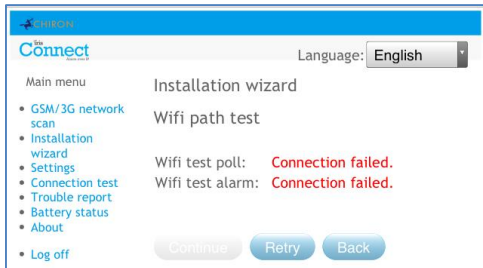 CHIRON
Connect
Language: English
Main menu
GSM/3G network
scan
Installation
wizard
Settings
Connection test
Trouble report
Battery status
About
Log off
Installation wizard
Wifi path test
Wifi test poll: Connection failed.
Wifi test alarm: Connection failed.
Continue Retry Back